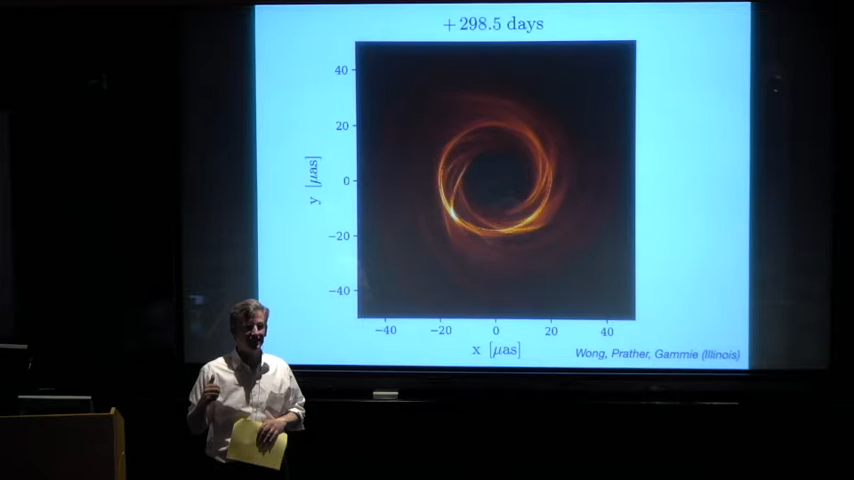 + 298.5 days
40
20
0
−20
−40
y [μas]
−40 −20 0 20 40
x [μas]
Wong, Prather, Gammie (Illinois)